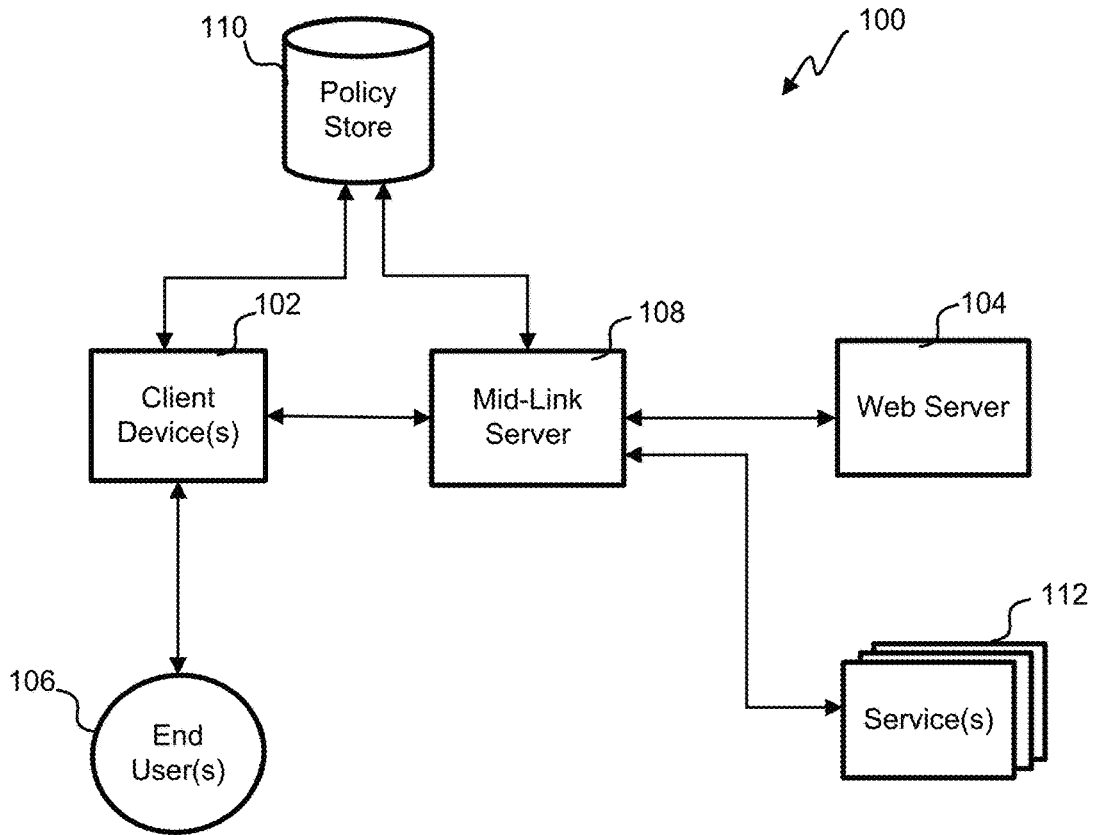 110
100
Policy
Store
102
108
104
Client
Device(s)
Mid-Link
Server
Web Server
112
106
End
User(s)
Service(s)